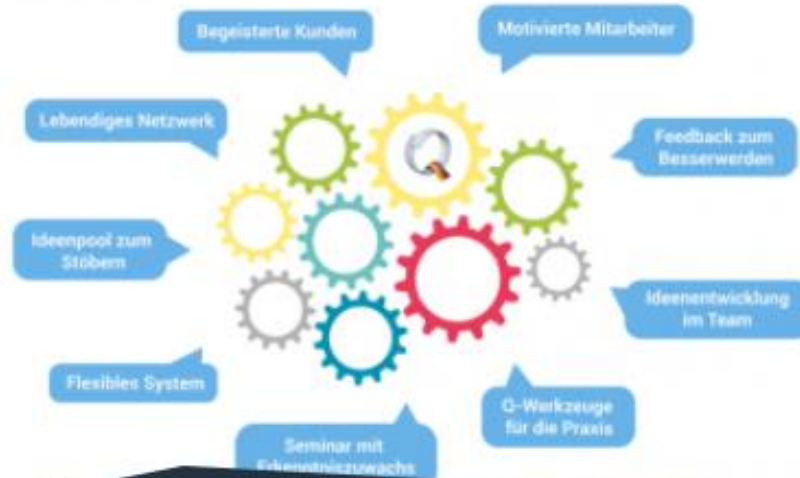 Begeisterte Kunden
Motivierte Mitarbeiter
Lebendiges Netzwerk
Feedback zum
Besserwerden
Ideenpool zum
Stöbern
Ideenentwicklung
im Team
Flexibles System
Q-Werkzeuge
für die Praxis
Seminar mit
Erkenntniszuwachs